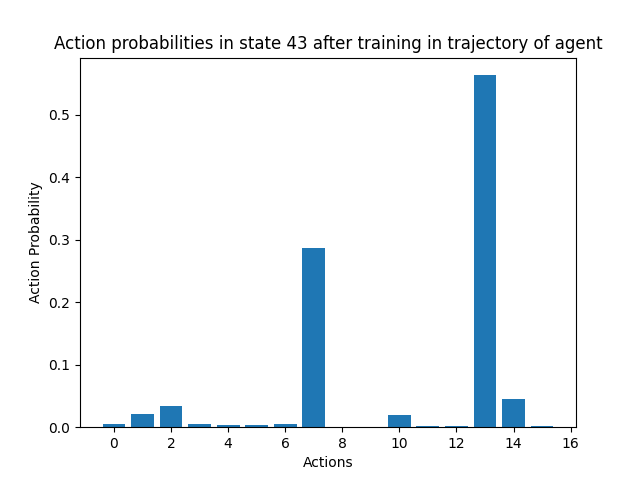 Action probabilities in state 43 after training in trajectory of agent
0.5
0.4
0.3
0.2
0.1
0.0
Action Probability
0 2 4 6 8 10 12 14 16
Actions